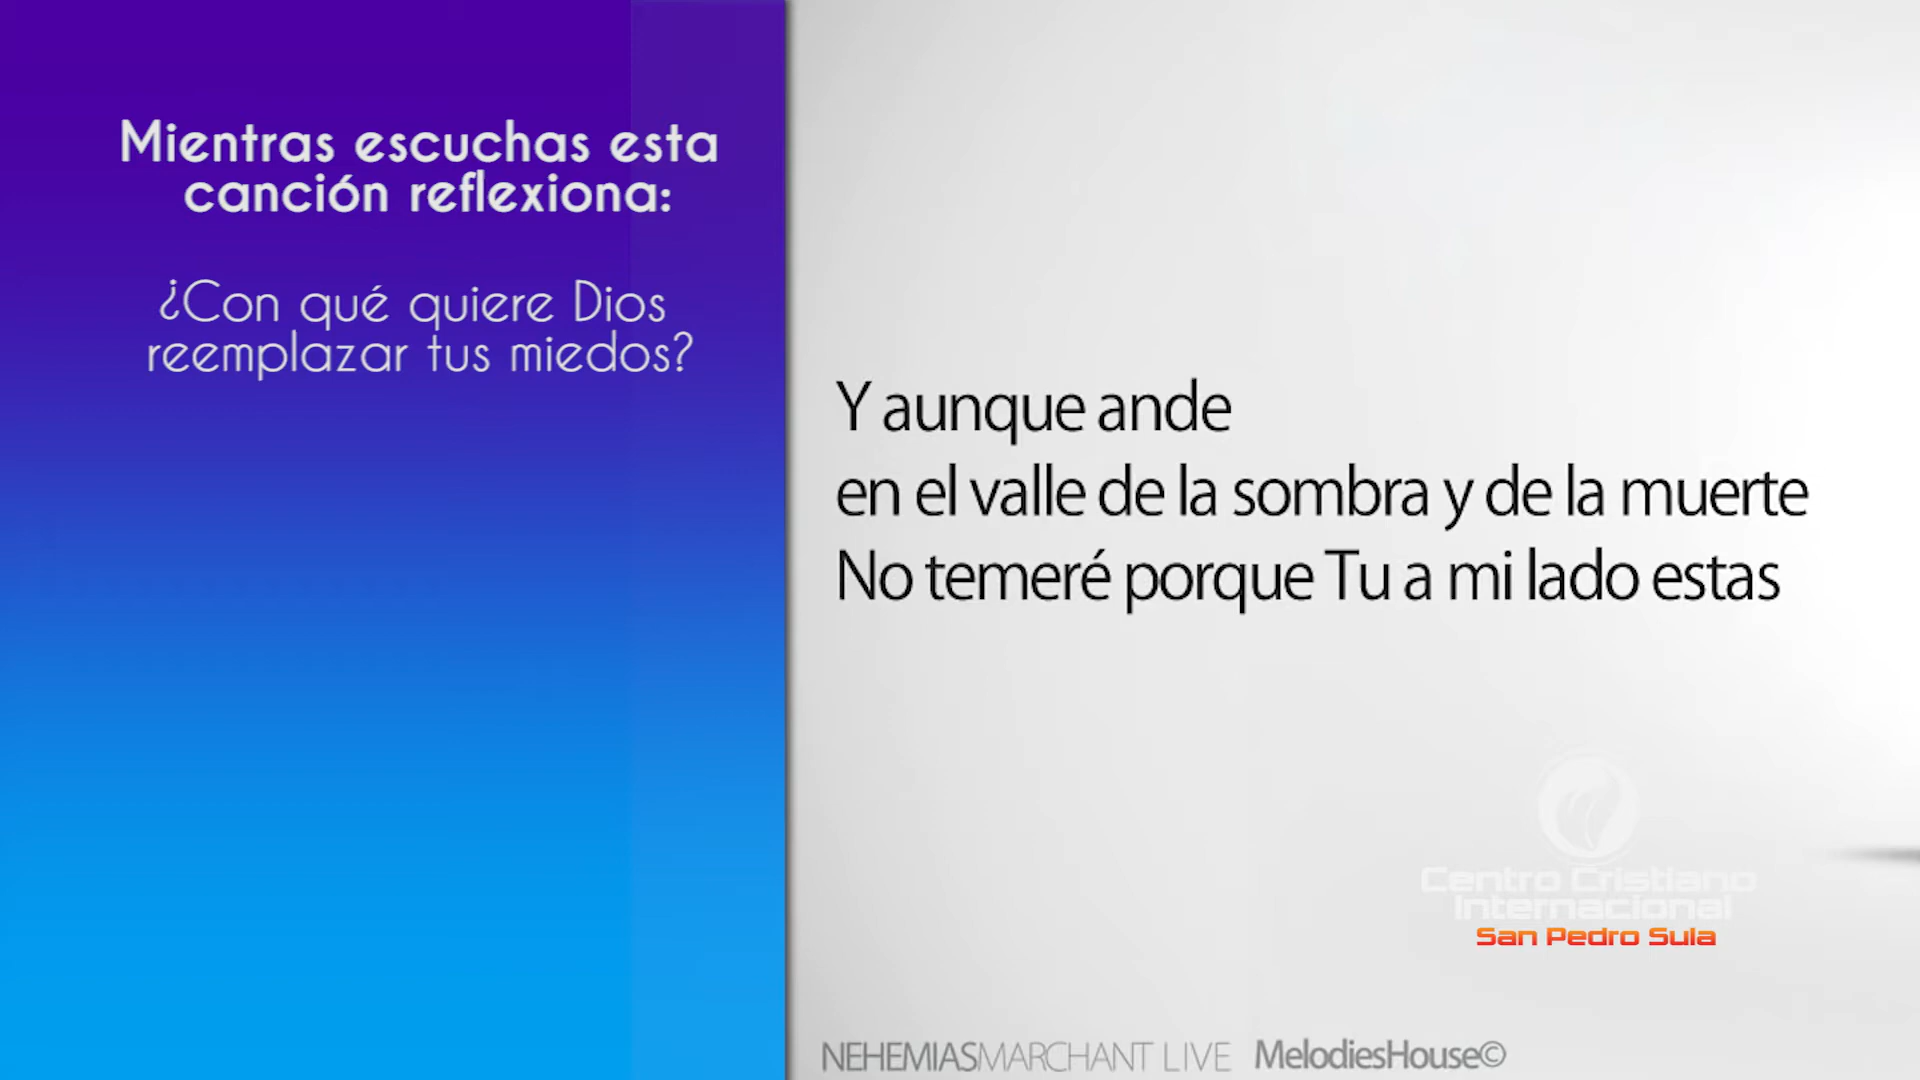 Mientras escuchas esta
canción reflexiona:
¿Con qué quiere Dios
reemplazar tus miedos?
Y aunque ande
en el valle de la sombra y de la muerte
No temeré porque Tu a mi lado estas
Centro Cristiano
Internacional
San Pedro Sula
NEHEMIASMARCHANT LIVE MelodiesHouse©